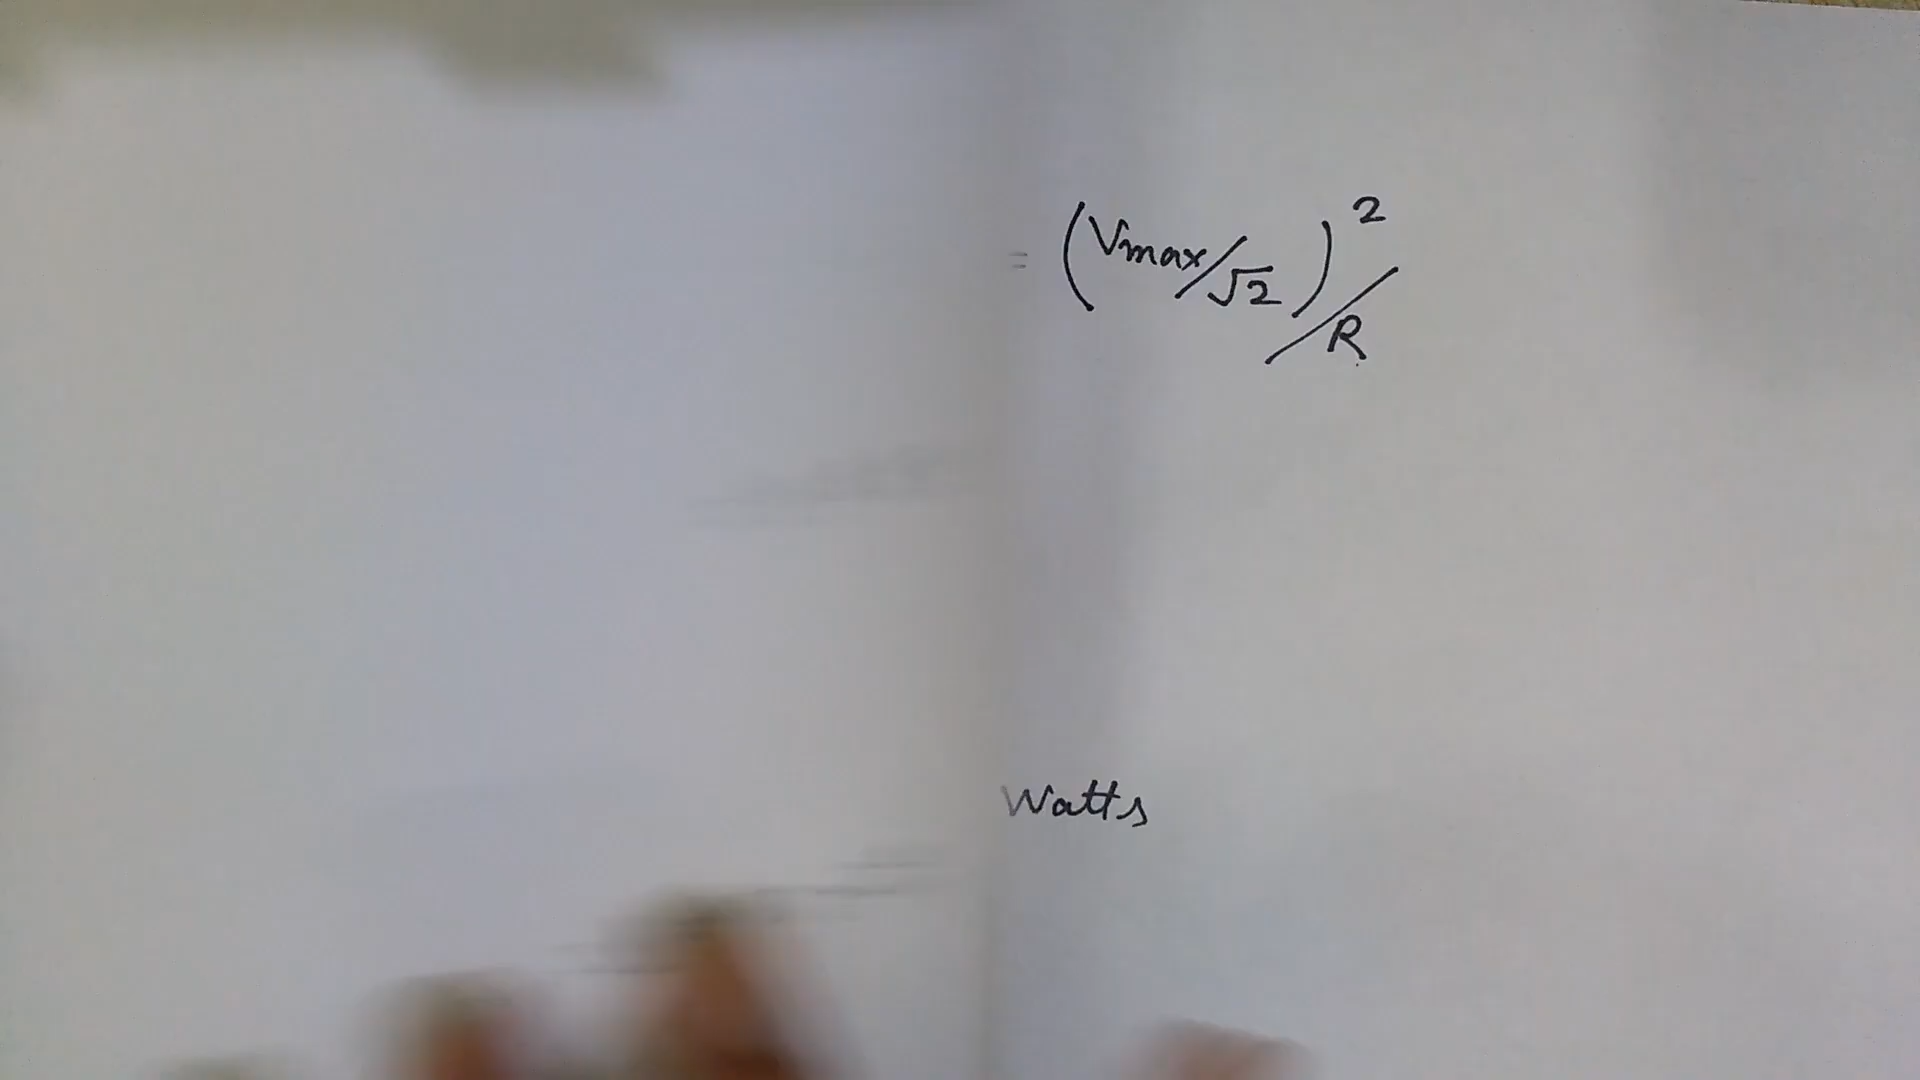 = (Vmax/√2)²/R
Watts